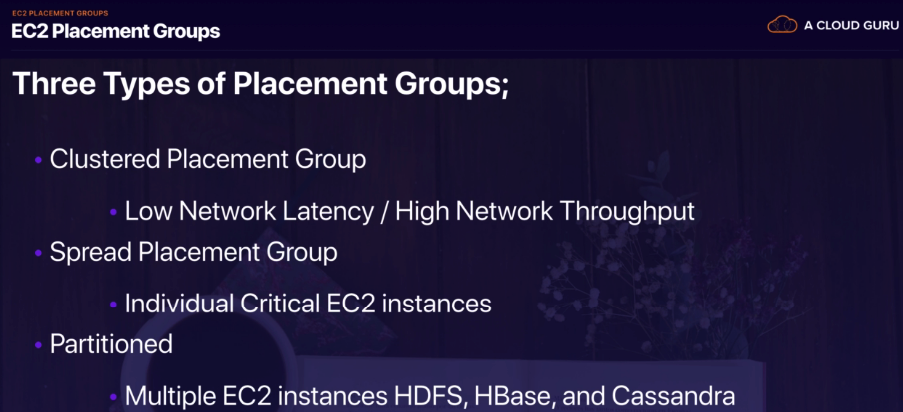 EC2 PLACEMENT GROUPS
EC2 Placement Groups
A CLOUD GURU
Three Types of Placement Groups;
• Clustered Placement Group
• Low Network Latency / High Network Throughput
• Spread Placement Group
• Individual Critical EC2 instances
• Partitioned
• Multiple EC2 instances HDFS, HBase, and Cassandra